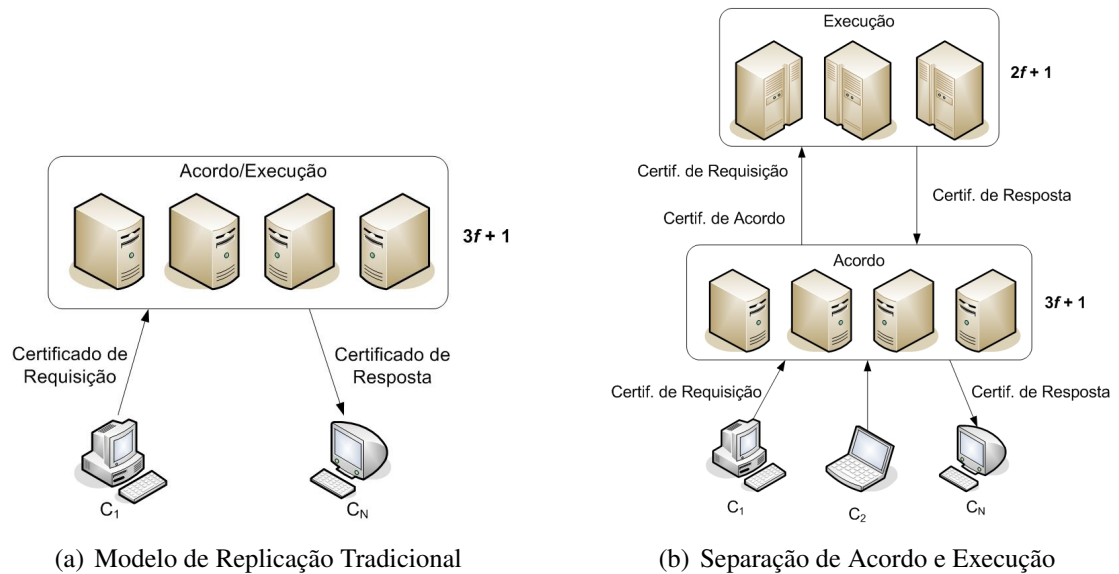 Acordo/Execução
3f + 1
Certificado de
Requisição
Certificado de
Resposta
C1
CN
(a) Modelo de Replicação Tradicional
Execução
2f + 1
Certif. de Requisição
Certif. de Acordo
Certif. de Resposta
Acordo
3f + 1
Certif. de Requisição
Certif. de Resposta
C1
C2
CN
(b) Separação de Acordo e Execução